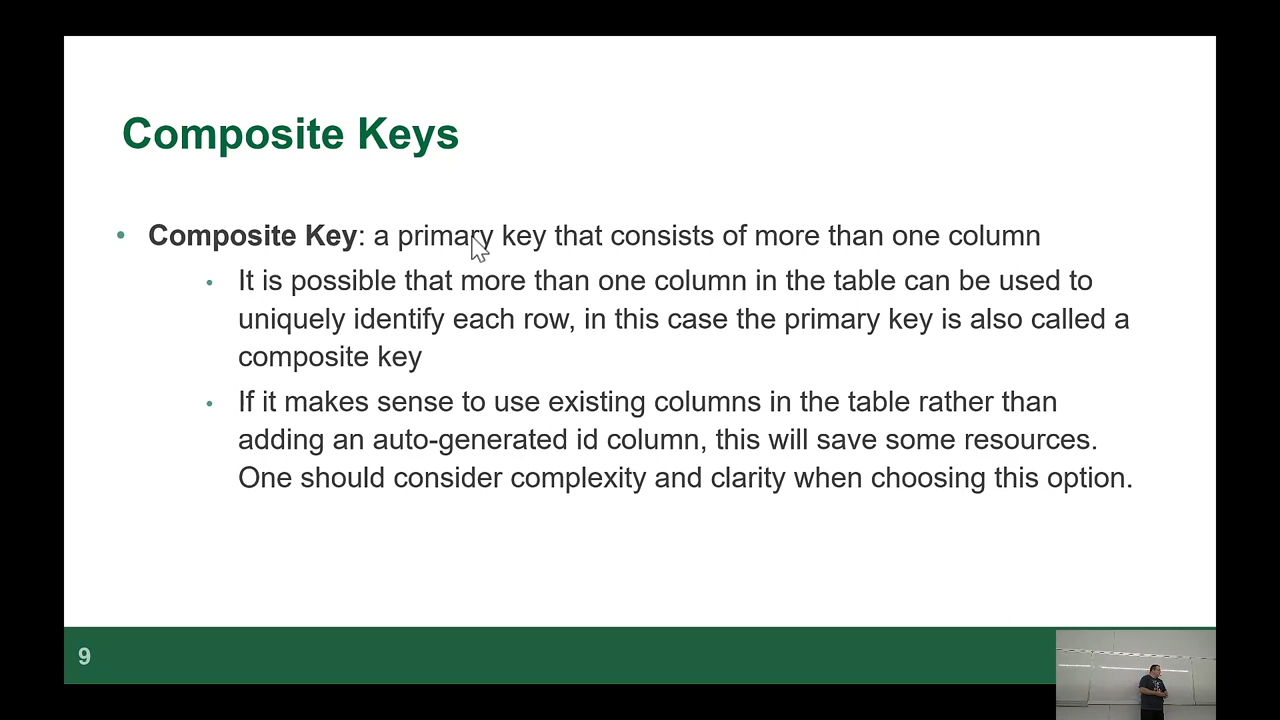 Composite Keys
• Composite Key: a primary key that consists of more than one column
• It is possible that more than one column in the table can be used to
uniquely identify each row, in this case the primary key is also called a
composite key
• If it makes sense to use existing columns in the table rather than
adding an auto-generated id column, this will save some resources.
One should consider complexity and clarity when choosing this option.
9